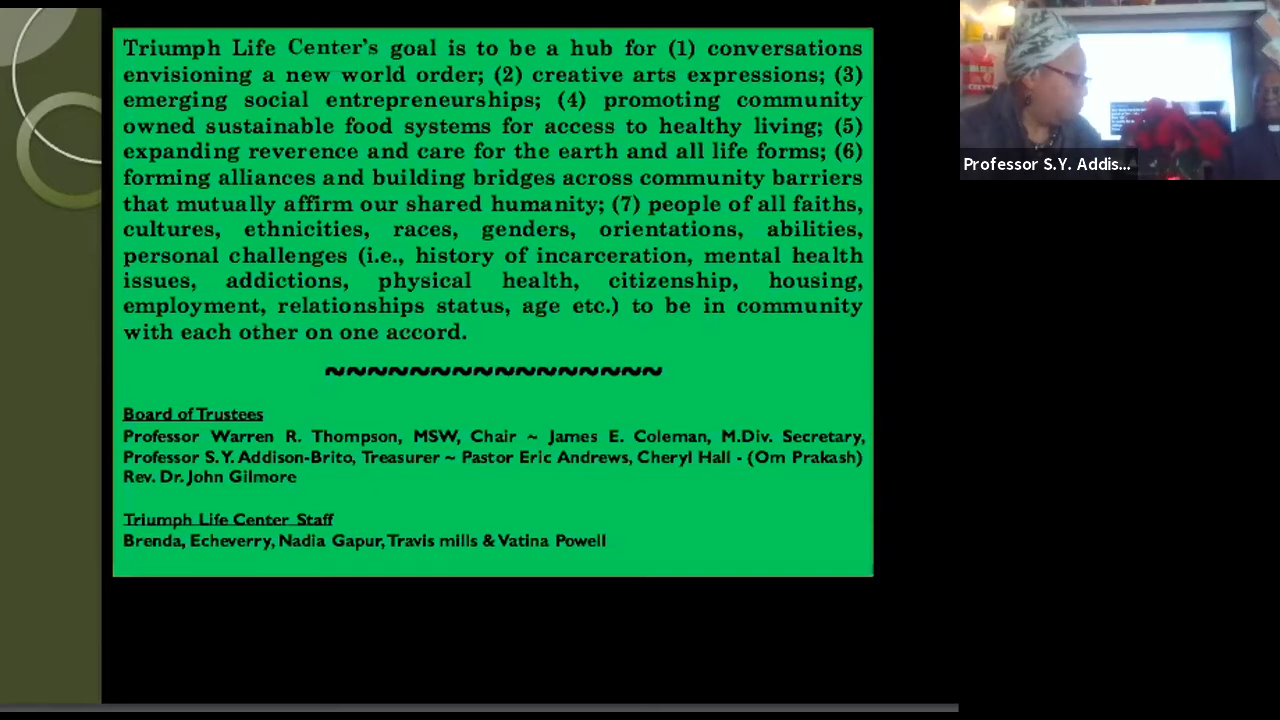 Triumph Life Center's goal is to be a hub for (1) conversations
envisioning a new world order; (2) creative arts expressions; (3)
emerging social entrepreneurships; (4) promoting community
owned sustainable food systems for access to healthy living; (5)
expanding reverence and care for the earth and all life forms; (6)
forming alliances and building bridges across community barriers
that mutually affirm our shared humanity; (7) people of all faiths,
cultures, ethnicities, races, genders, orientations, abilities,
personal challenges (i.e., history of incarceration, mental health
issues, addictions, physical health, citizenship, housing,
employment, relationships status, age etc.) to be in community
with each other on one accord.
~~~~~~~~~~~~~~~~
Board of Trustees
Professor Warren R. Thompson, MSW, Chair ~ James E. Coleman, M.Div. Secretary,
Professor S.Y. Addison-Brito, Treasurer ~ Pastor Eric Andrews, Cheryl Hall - (Om Prakash)
Rev. Dr. John Gilmore
Triumph Life Center Staff
Brenda, Echeverry, Nadia Gapur, Travis mills & Vatina Powell
Professor S.Y. Addis...